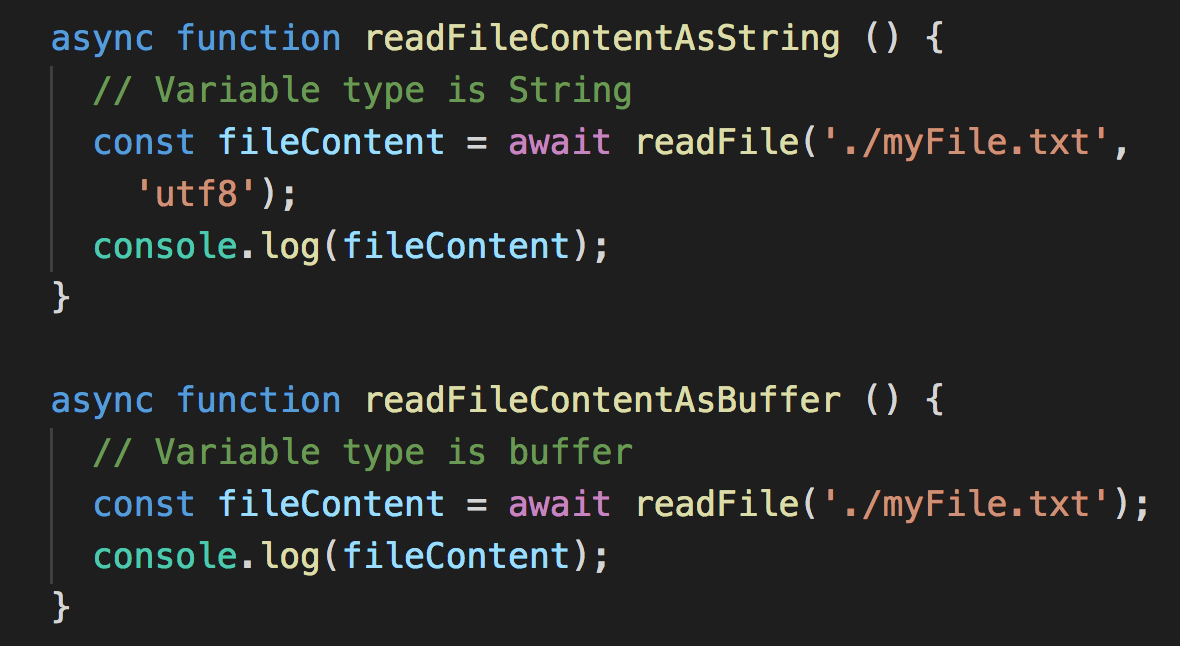 async function readFileContentAsString () {
  // Variable type is String
  const fileContent = await readFile('./myFile.txt',
    'utf8');
  console.log(fileContent);
}

async function readFileContentAsBuffer () {
  // Variable type is buffer
  const fileContent = await readFile('./myFile.txt');
  console.log(fileContent);
}